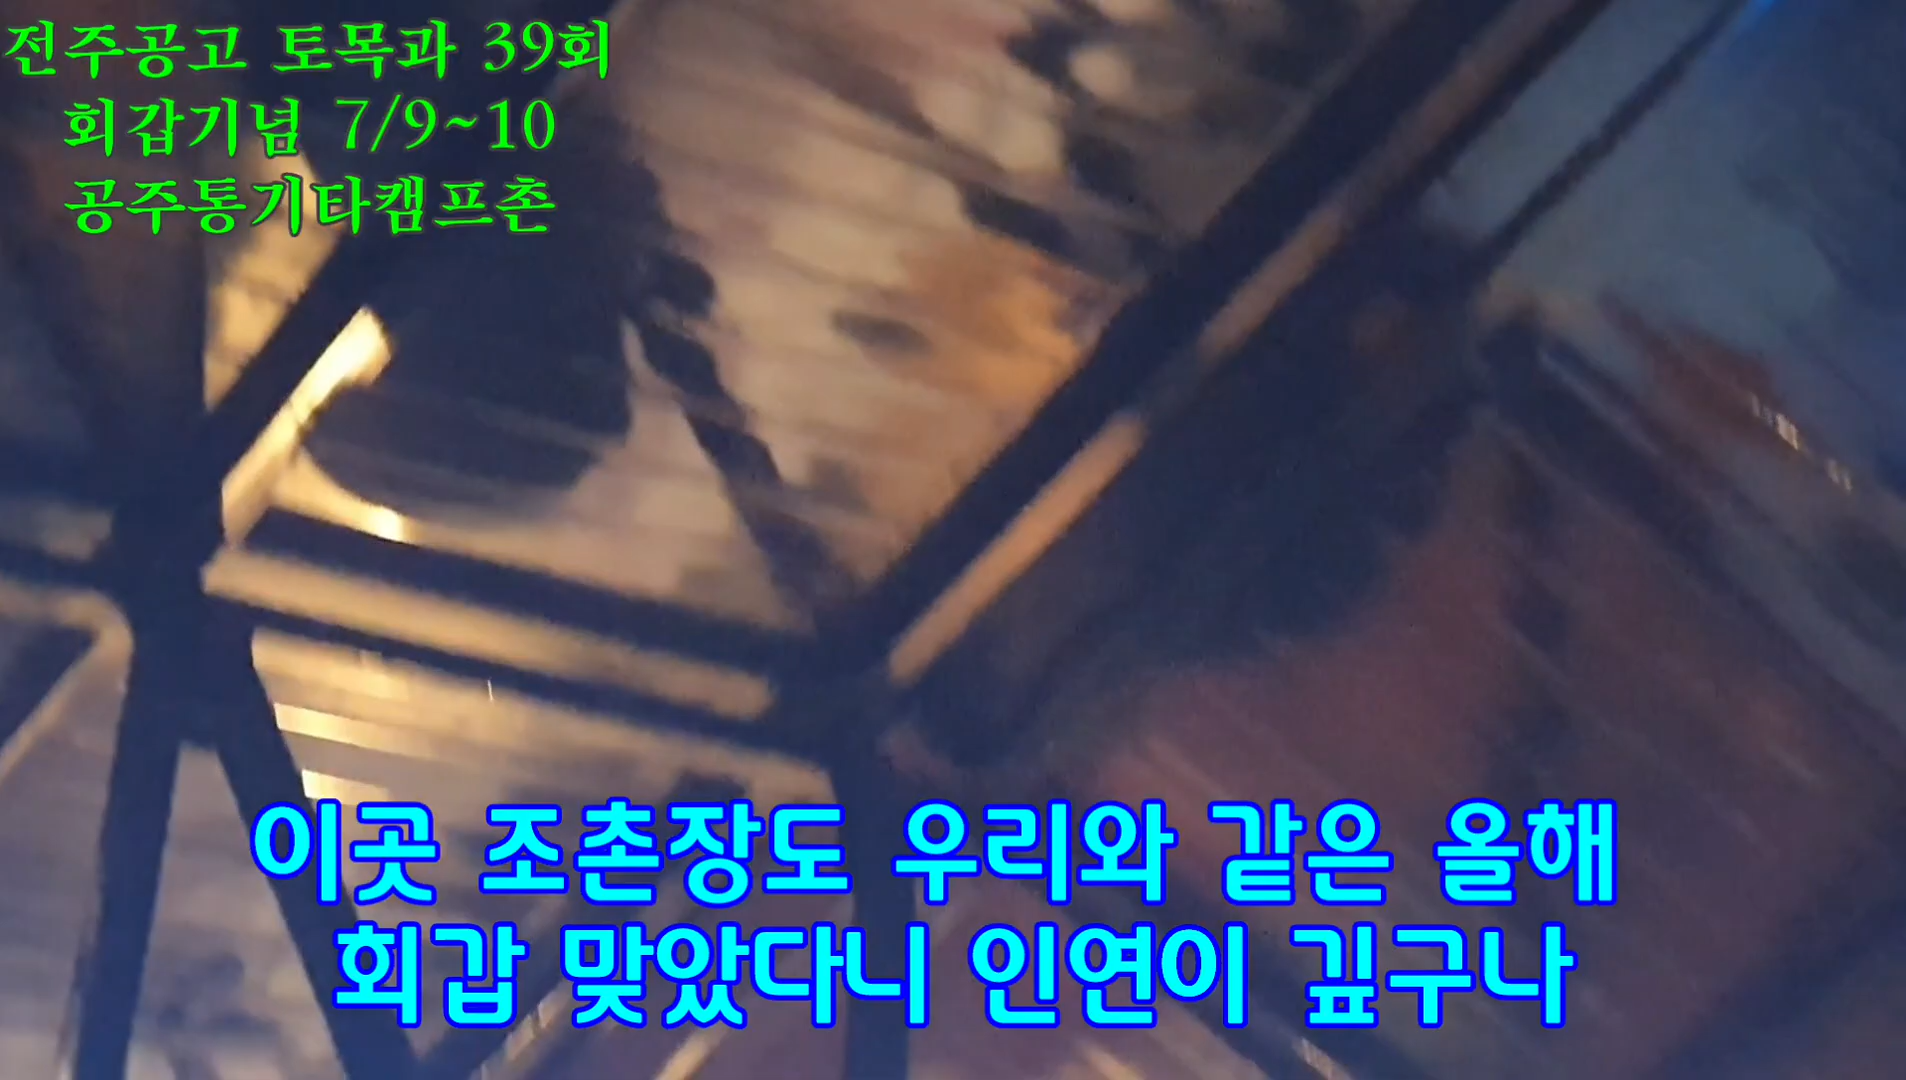 전주공고 토목과 39회
회갑기념 7/9~10
공주통기타캠프촌
이곳 조촌장도 우리와 같은 올해
회갑 맞았다니 인연이 깊구나